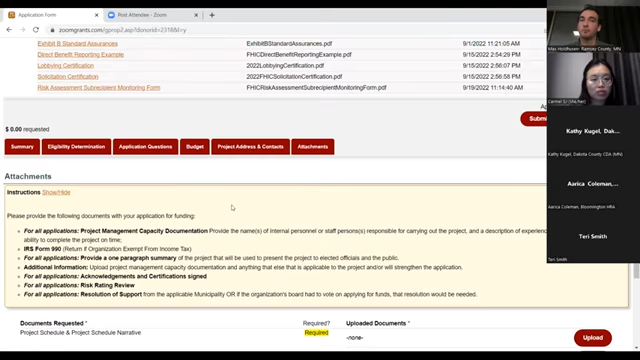 Application Form
Post Attendee - Zoom
zoomgrants.com/gprop2.asp?donorid=2318&l=y
Exhibit B Standard Assurances
ExhibitBStandardAssurances.pdf
9/1/2022 11:21:05 AM
Direct Benefit Reporting Example
FHICDirectBenefitReportingExample.pdf
9/1/2022 2:54:29 PM
Lobbying Certification
2022LobbyingCertification.pdf
9/15/2022 2:56:07 PM
Solicitation Certification
2022FHICSolicitationCertification.pdf
9/15/2022 2:56:58 PM
Risk Assessment Subrecipient Monitoring Form
FHICRiskAssessmentSubrecipientMonitoringForm.pdf
9/19/2022 11:14:40 AM
$ 0.00 requested
Submi
Summary
Eligibility Determination
Application Questions
Budget
Project Address & Contacts
Attachments
Attachments
Instructions Show/Hide
Please provide the following documents with your application for funding:
• For all applications: Project Management Capacity Documentation Provide the name(s) of internal personnel or staff persons(s) responsible for carrying out the project, and a description of experience
ability to complete the project on time;
• IRS Form 990 (Return if Organization Exempt From Income Tax)
• For all applications: Provide a one paragraph summary of the project that will be used to present the project to elected officials and the public.
• Additional Information: Upload project management capacity documentation and anything else that is applicable to the project and/or will strengthen the application.
• For all applications: Acknowledgements and Certifications signed
• For all applications: Risk Rating Review
• For all applications: Resolution of Support from the applicable Municipality OR if the organization's board had to vote on applying for funds, that resolution would be needed.
Documents Requested *
Required?
Uploaded Documents *
Project Schedule & Project Schedule Narrative
Required
-none-
Upload
Max Holdhusen- Ramsey County, MN
Carmel SJ (she/her)
Kathy Kugel, Dak...
Kathy Kugel, Dakota County CDA (MN)
Aarica Coleman,...
Aarica Coleman, Bloomington HRA
Teri Smith
Teri Smith